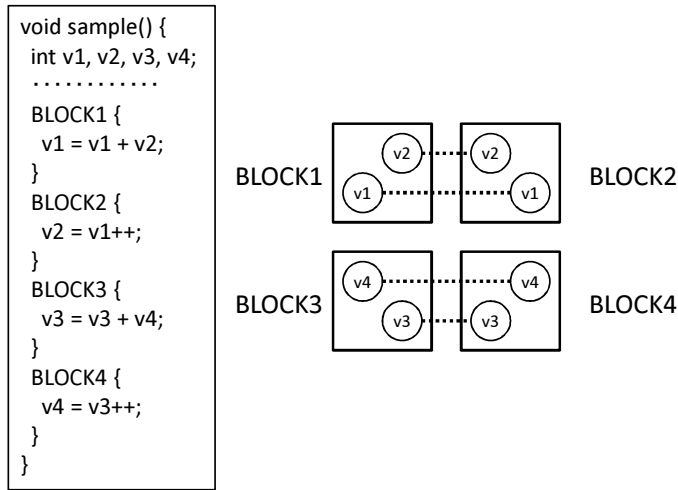 void sample() {
int v1, v2, v3, v4;
············
BLOCK1 {
v1 = v1 + v2;
}
BLOCK2 {
v2 = v1++;
}
BLOCK3 {
v3 = v3 + v4;
}
BLOCK4 {
v4 = v3++;
}
}
v2 v2
BLOCK1 BLOCK2
v1 v1
v4 v4
BLOCK3 BLOCK4
v3 v3